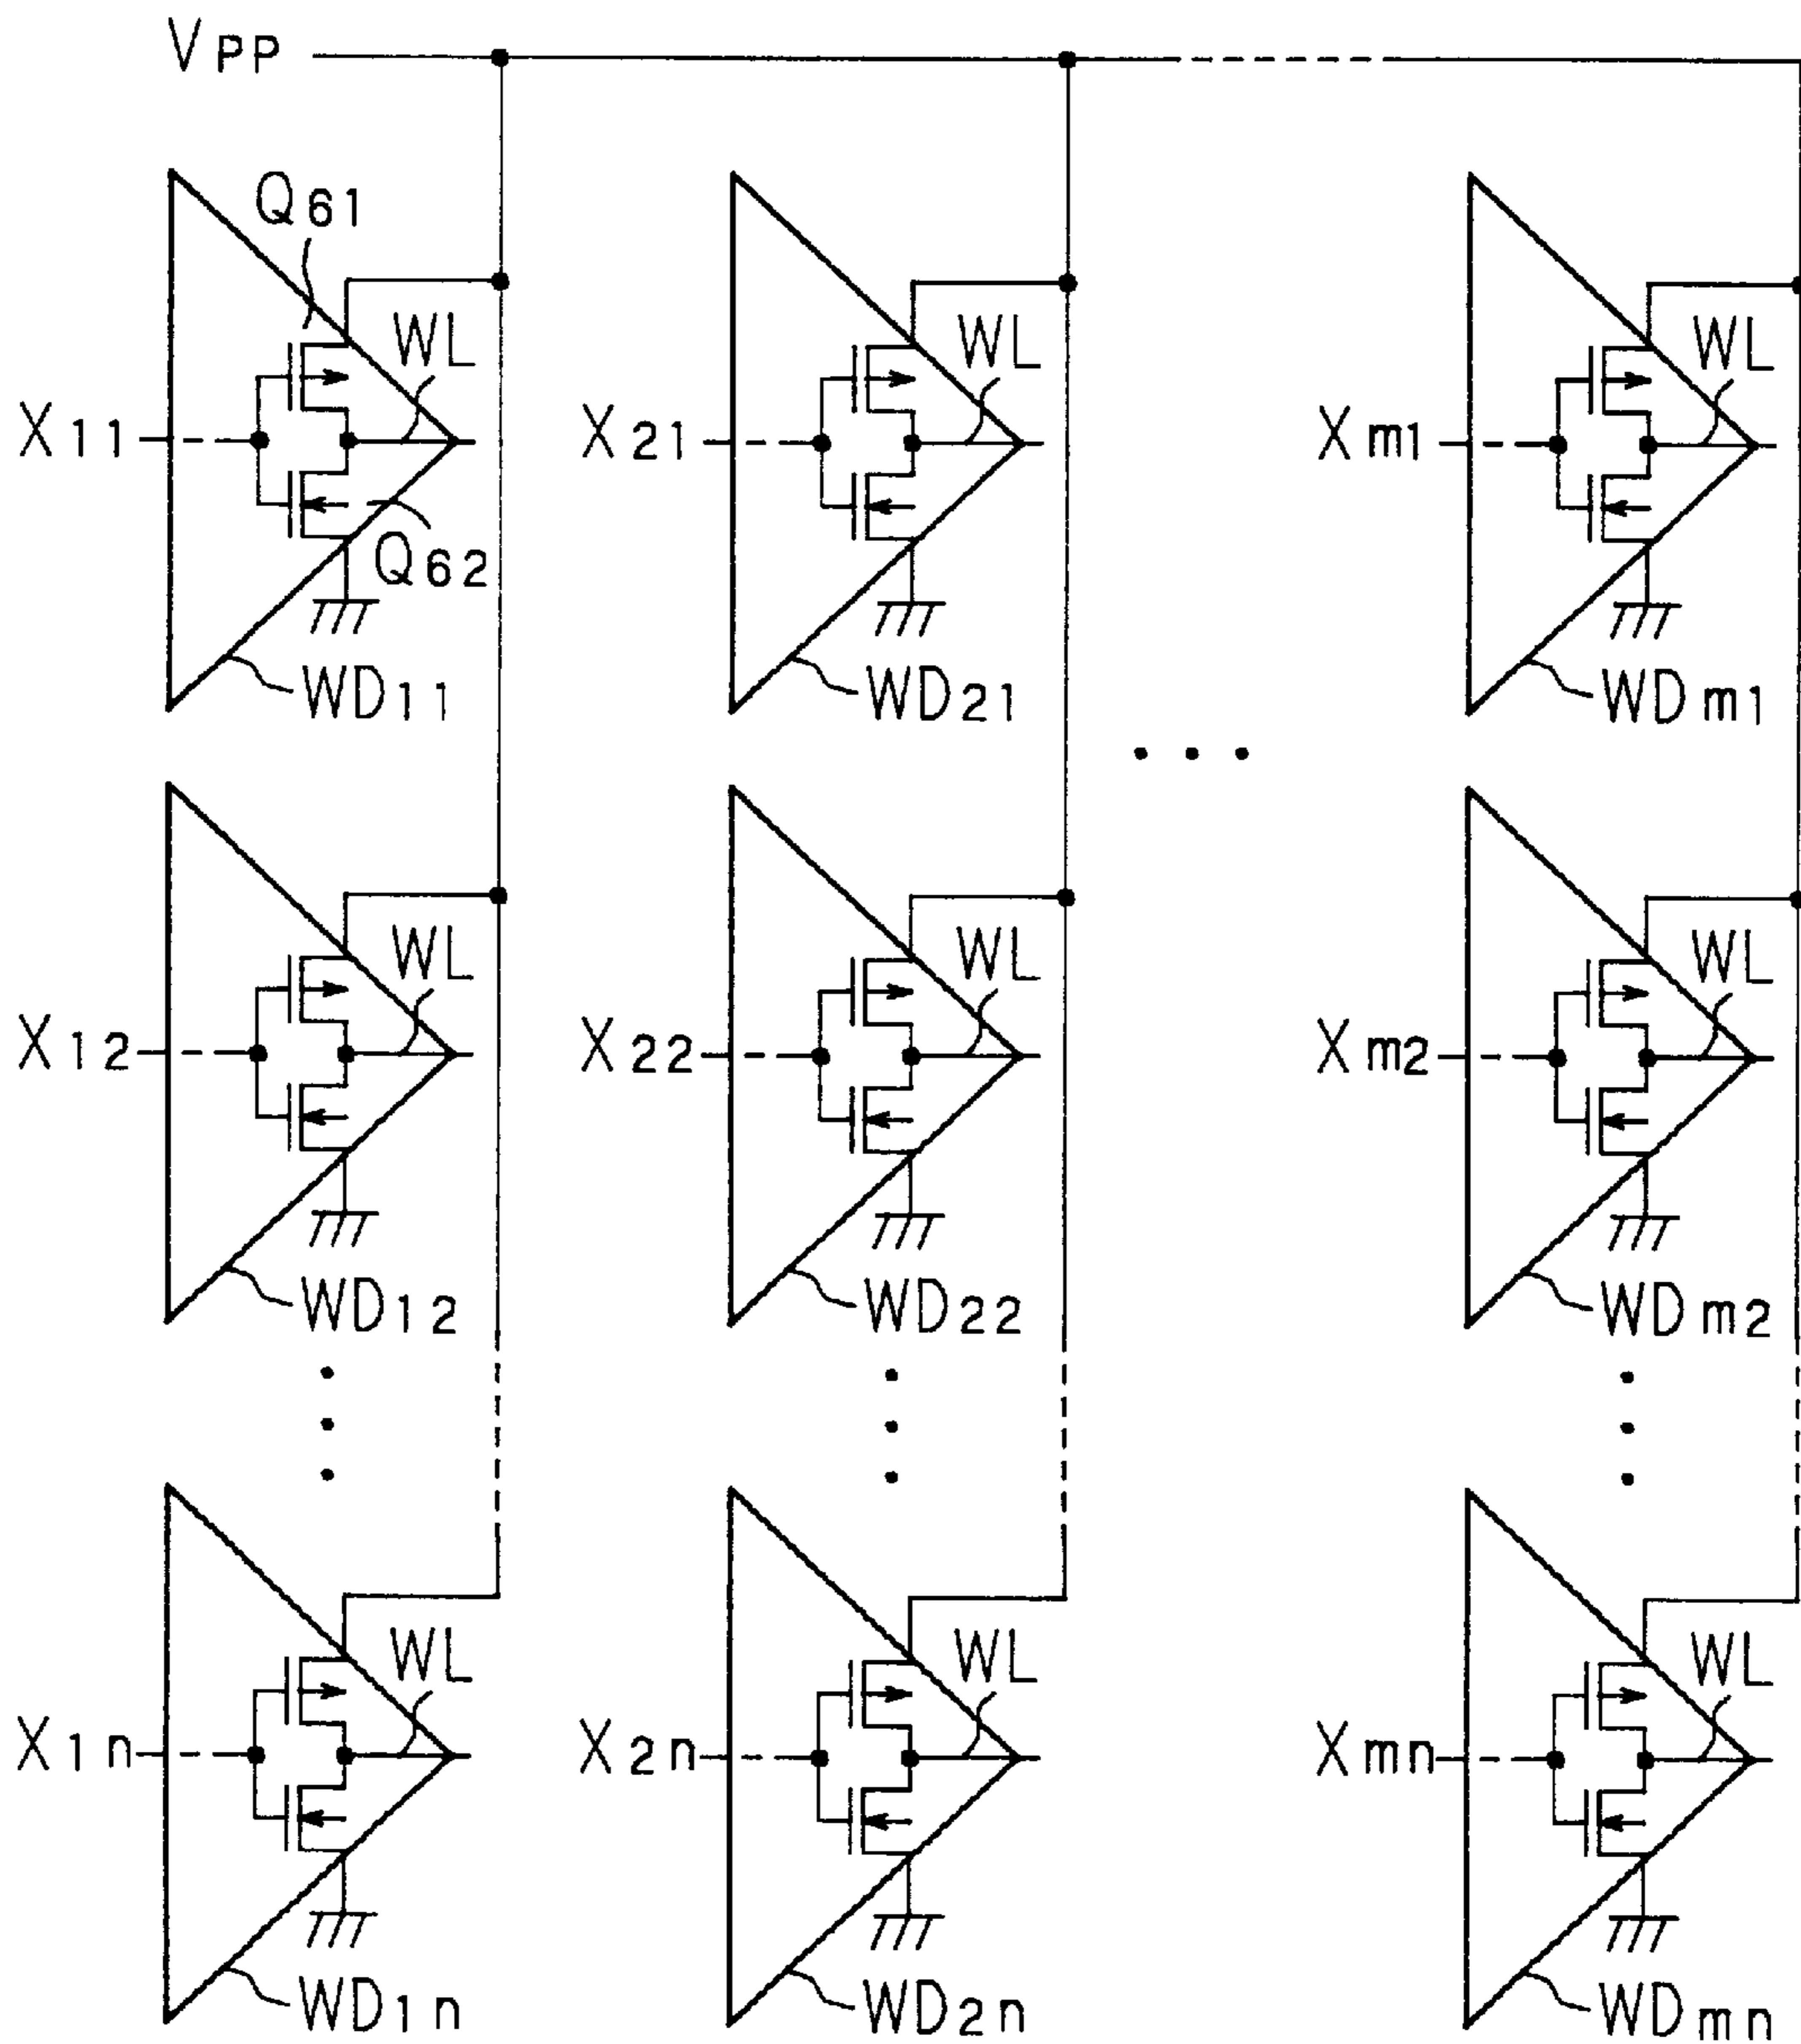 VPP
Q61
WL WL WL
X11 X21 Xm1
Q62
WD11 WD21 WDm1
. . .
WL WL WL
X12 X22 Xm2
WD12 WD22 WDm2
WL WL WL
X1n X2n Xmn
WD1n WD2n WDmn